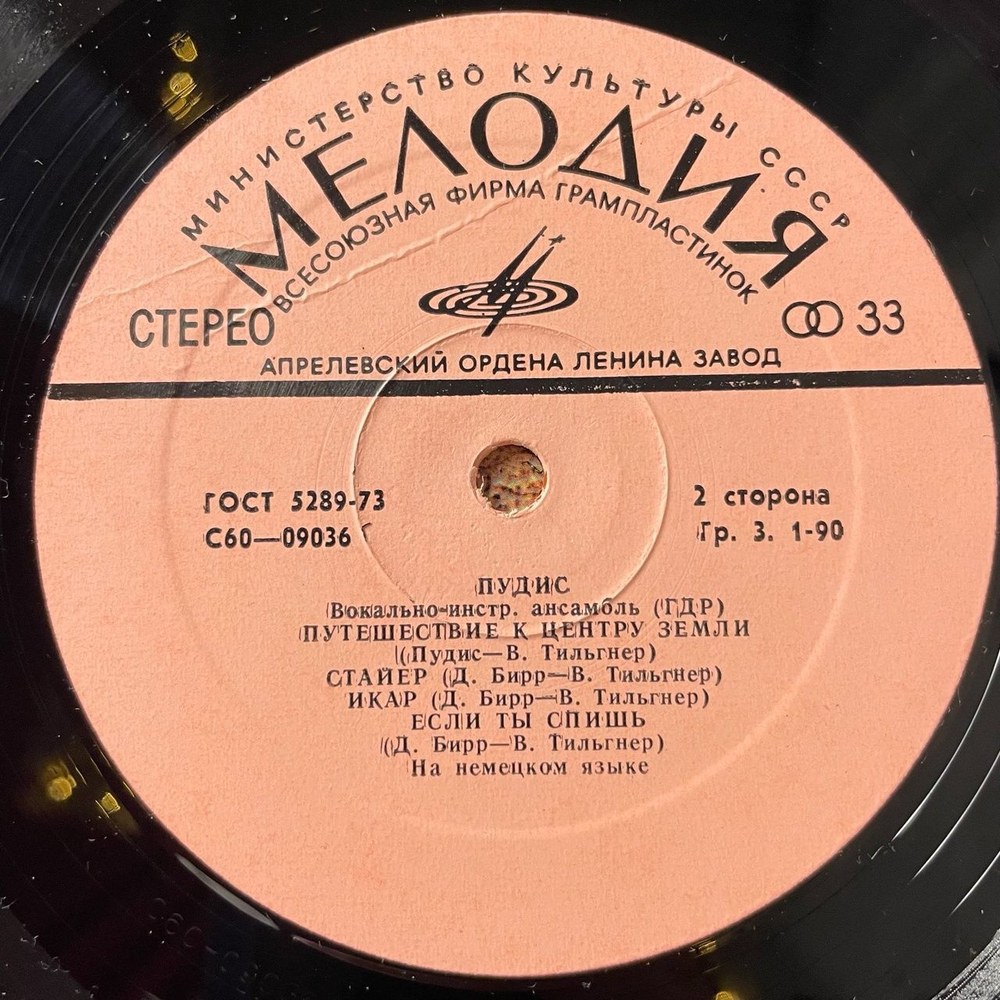 МИНИСТЕРСТВО КУЛЬТУРЫ СССР
МЕЛОДИЯ
ВСЕСОЮЗНАЯ ФИРМА ГРАМПЛАСТИНОК
СТЕРЕО
33
АПРЕЛЕВСКИЙ ОРДЕНА ЛЕНИНА ЗАВОД
ГОСТ 5289-73
2 сторона
С60—09036
Гр. 3. 1-90
ПУДИС
Вокально-инстр. ансамбль (ГДР)
ПУТЕШЕСТВИЕ К ЦЕНТРУ ЗЕМЛИ
(Пудис—В. Тильгнер)
СТАЙЕР (Д. Бирр—В. Тильгнер)
ИКАР (Д. Бирр—В. Тильгнер)
ЕСЛИ ТЫ СПИШЬ
(Д. Бирр—В. Тильгнер)
На немецком языке